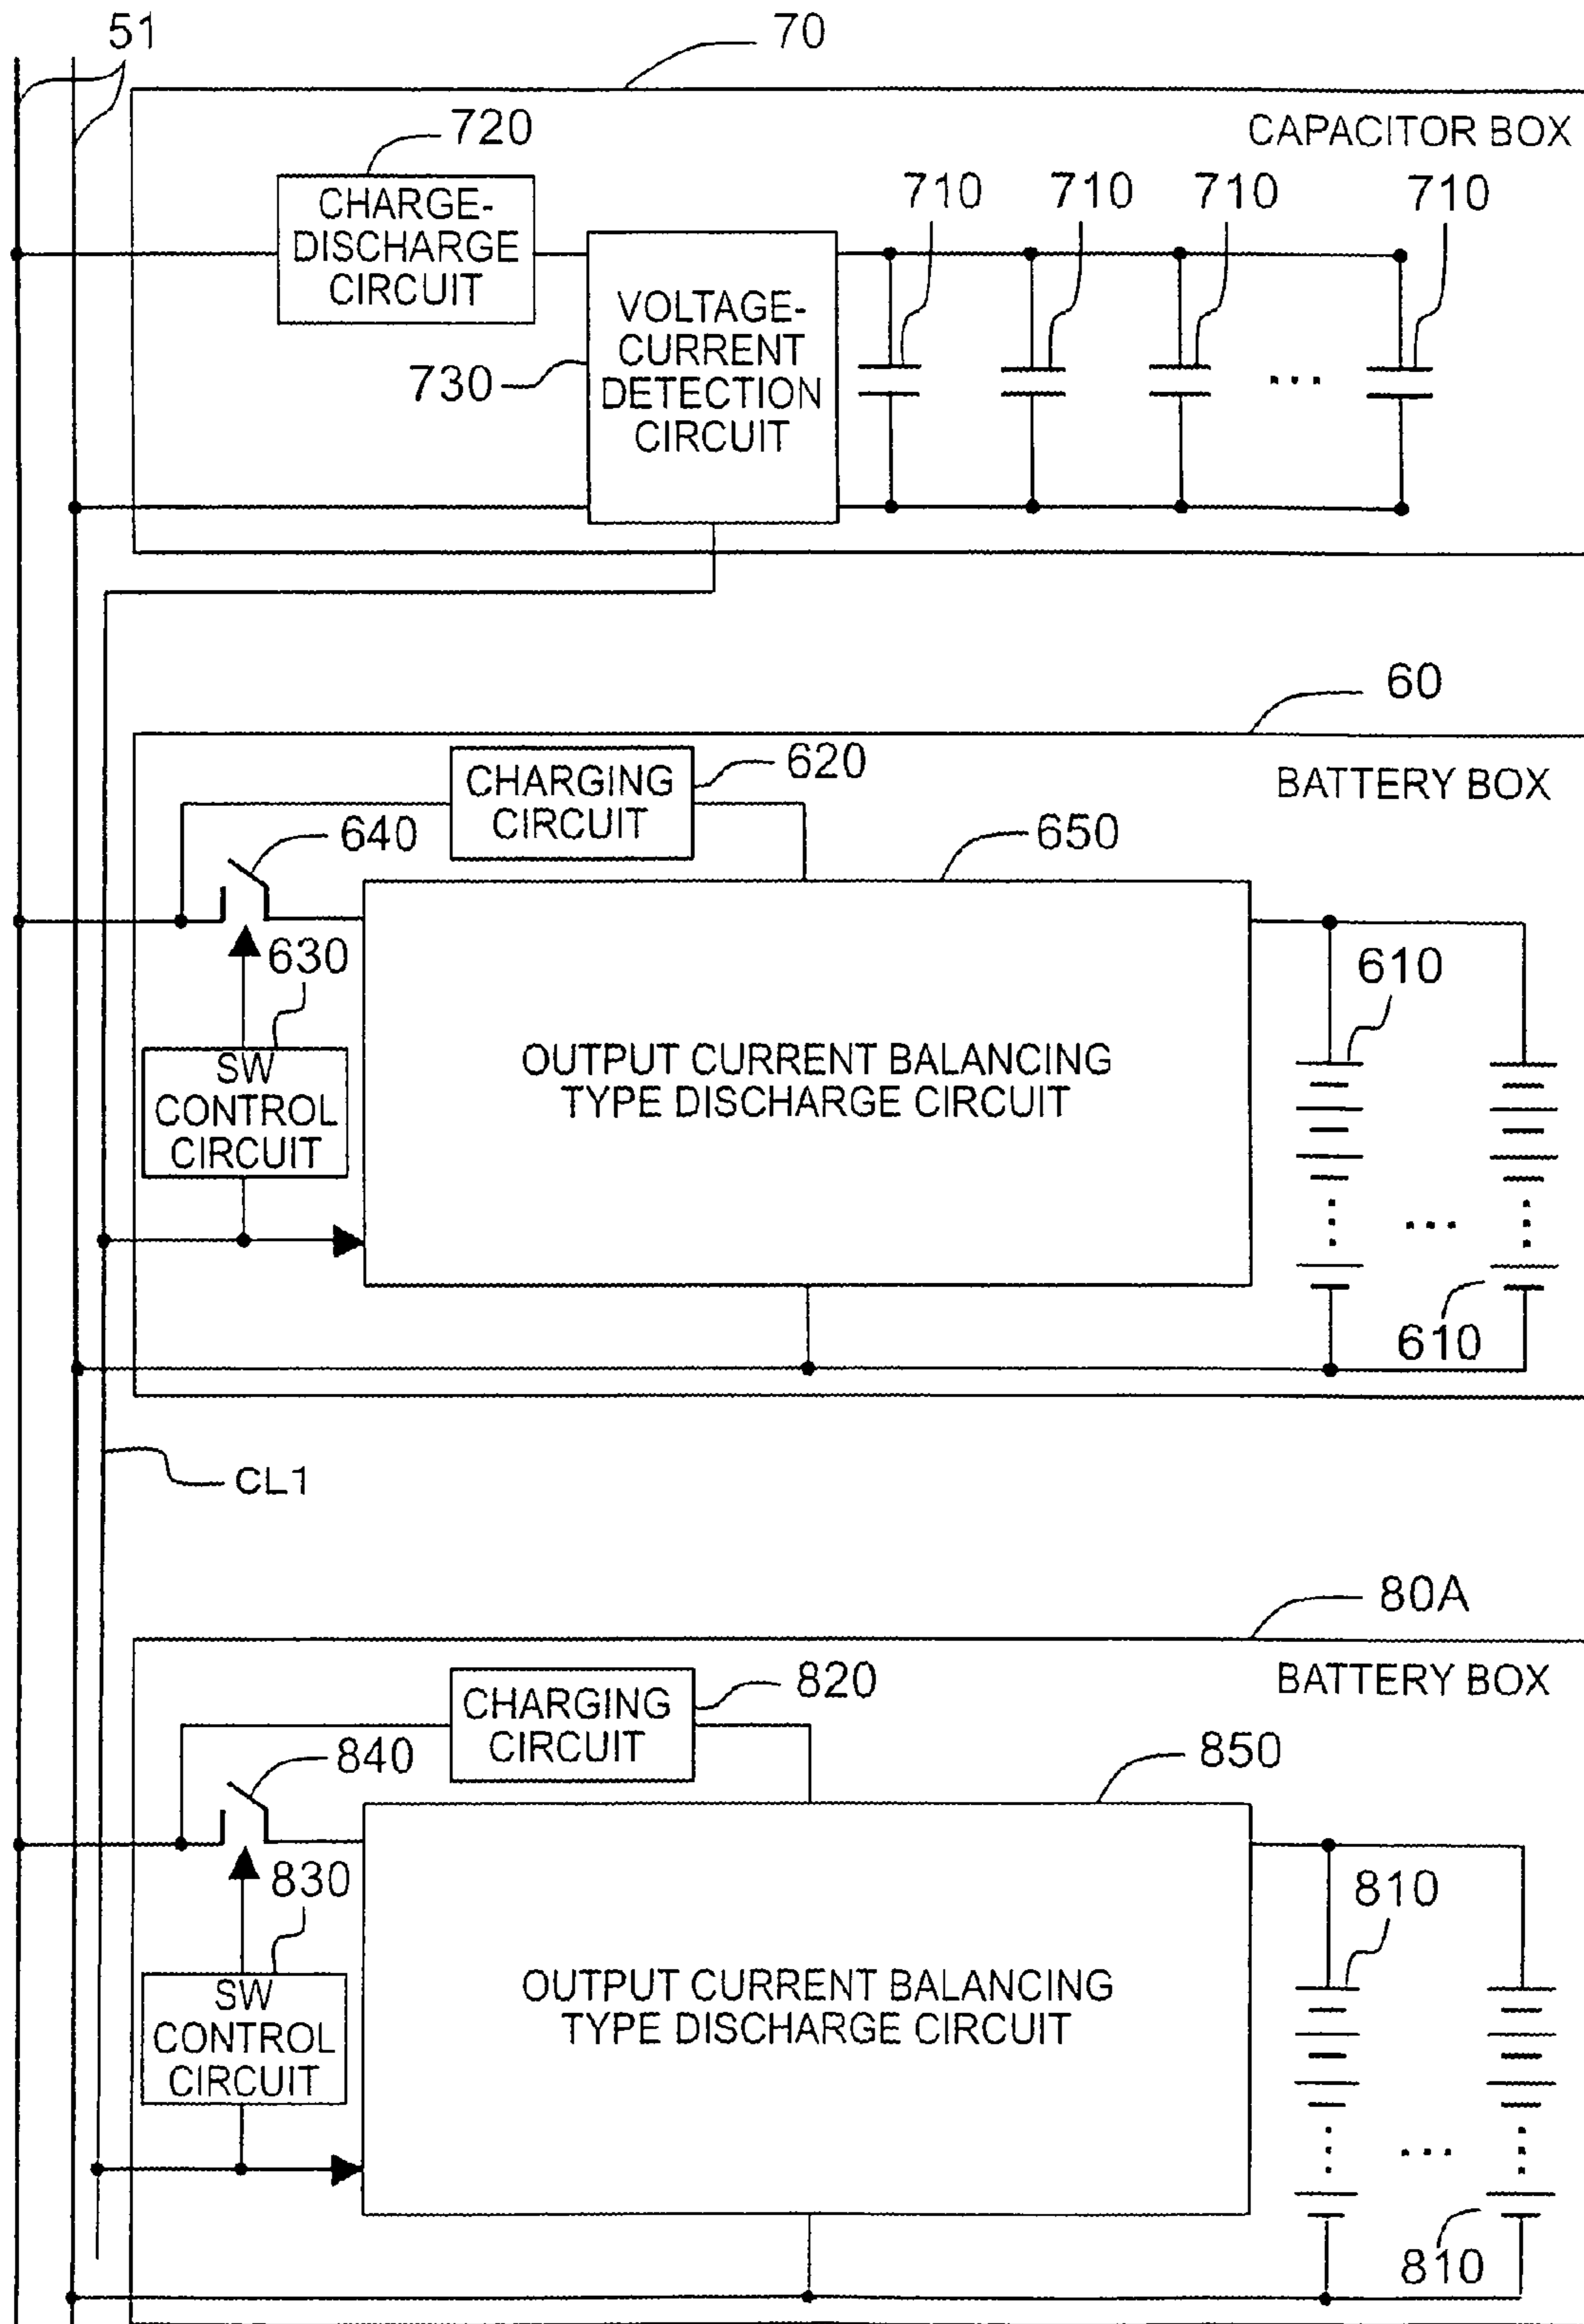 51
70
CAPACITOR BOX
720
CHARGE-
DISCHARGE
CIRCUIT
710 710 710 710
VOLTAGE-
CURRENT
DETECTION
CIRCUIT
730
...
60
BATTERY BOX
CHARGING
CIRCUIT
620
640
650
630
610
SW
CONTROL
CIRCUIT
OUTPUT CURRENT BALANCING
TYPE DISCHARGE CIRCUIT
...
610
CL1
80A
BATTERY BOX
CHARGING
CIRCUIT
820
840
850
830
810
SW
CONTROL
CIRCUIT
OUTPUT CURRENT BALANCING
TYPE DISCHARGE CIRCUIT
...
810